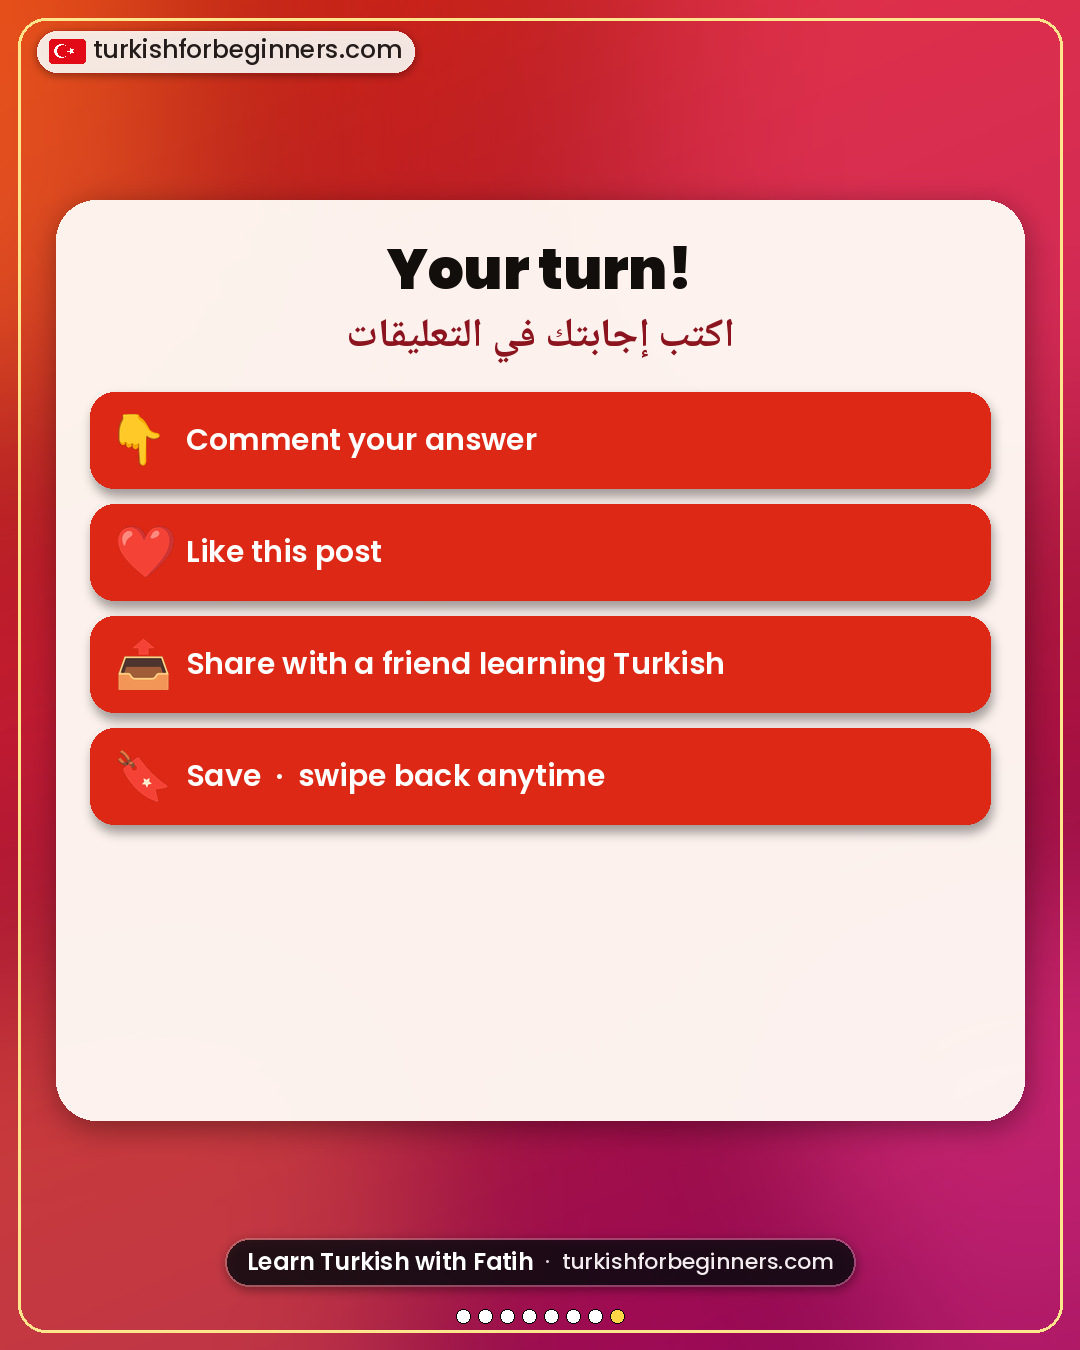 turkishforbeginners.com
Your turn!
اكتب إجابتك في التعليقات
Comment your answer
Like this post
Share with a friend learning Turkish
Save · swipe back anytime
Learn Turkish with Fatih · turkishforbeginners.com